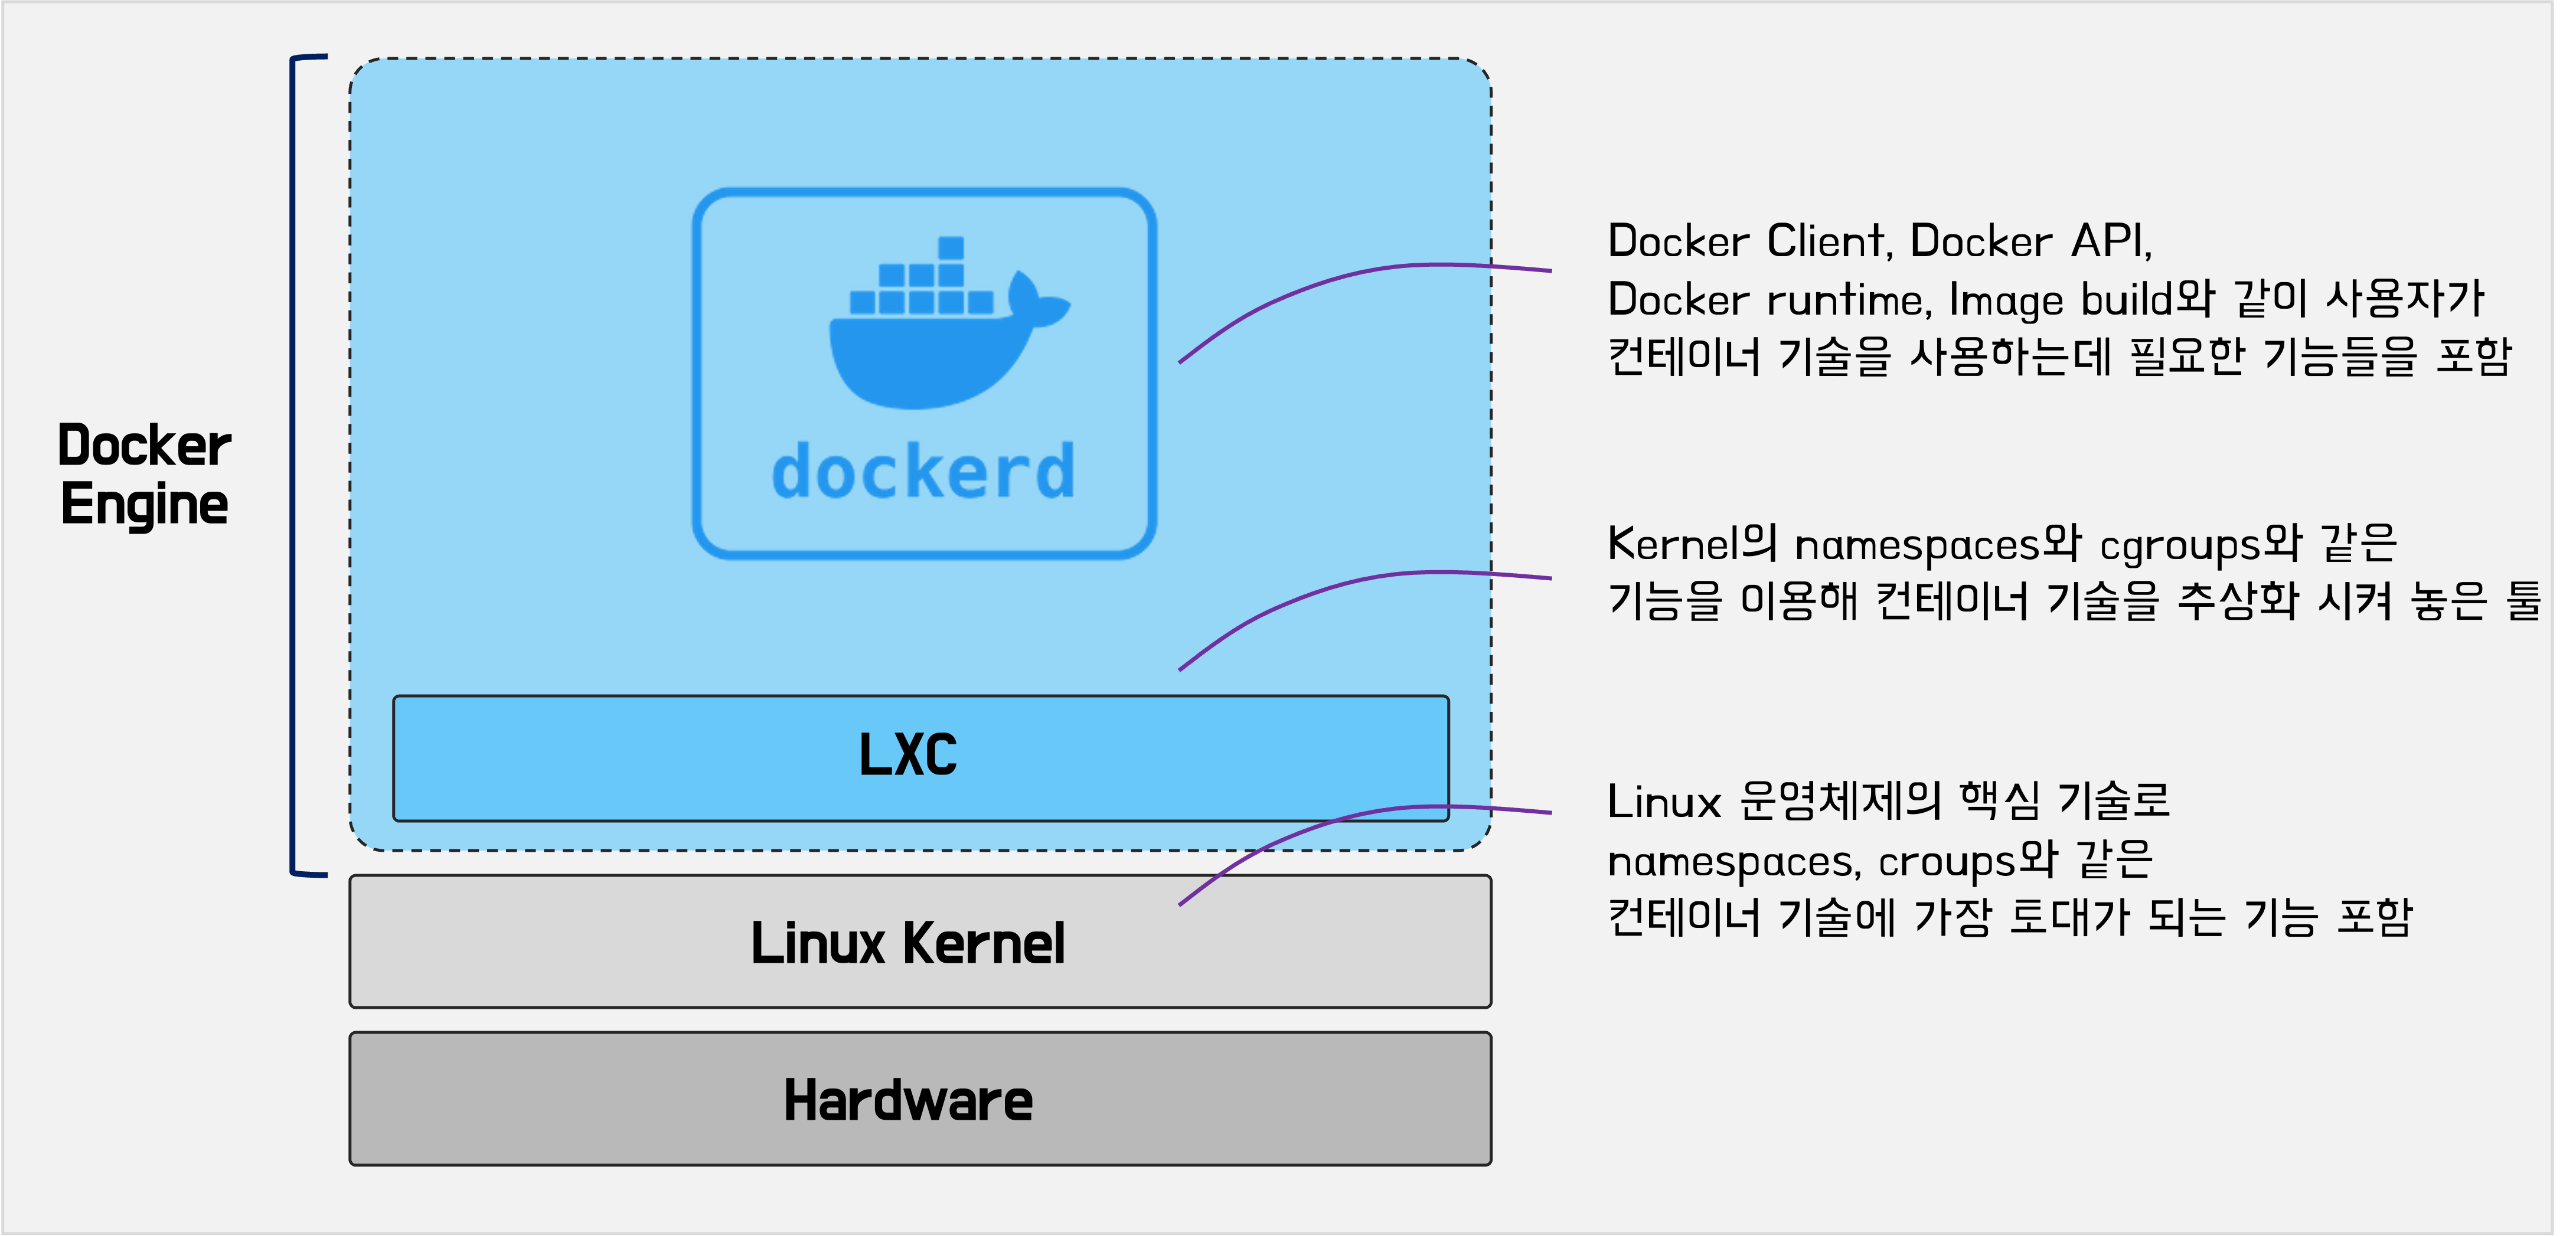 Docker
Engine
dockerd
LXC
Linux Kernel
Hardware
Docker Client, Docker API,
Docker runtime, Image build와 같이 사용자가
컨테이너 기술을 사용하는데 필요한 기능들을 포함
Kernel의 namespaces와 cgroups와 같은
기능을 이용해 컨테이너 기술을 추상화 시켜 놓은 툴
Linux 운영체제의 핵심 기술로
namespaces, croups와 같은
컨테이너 기술에 가장 토대가 되는 기능 포함